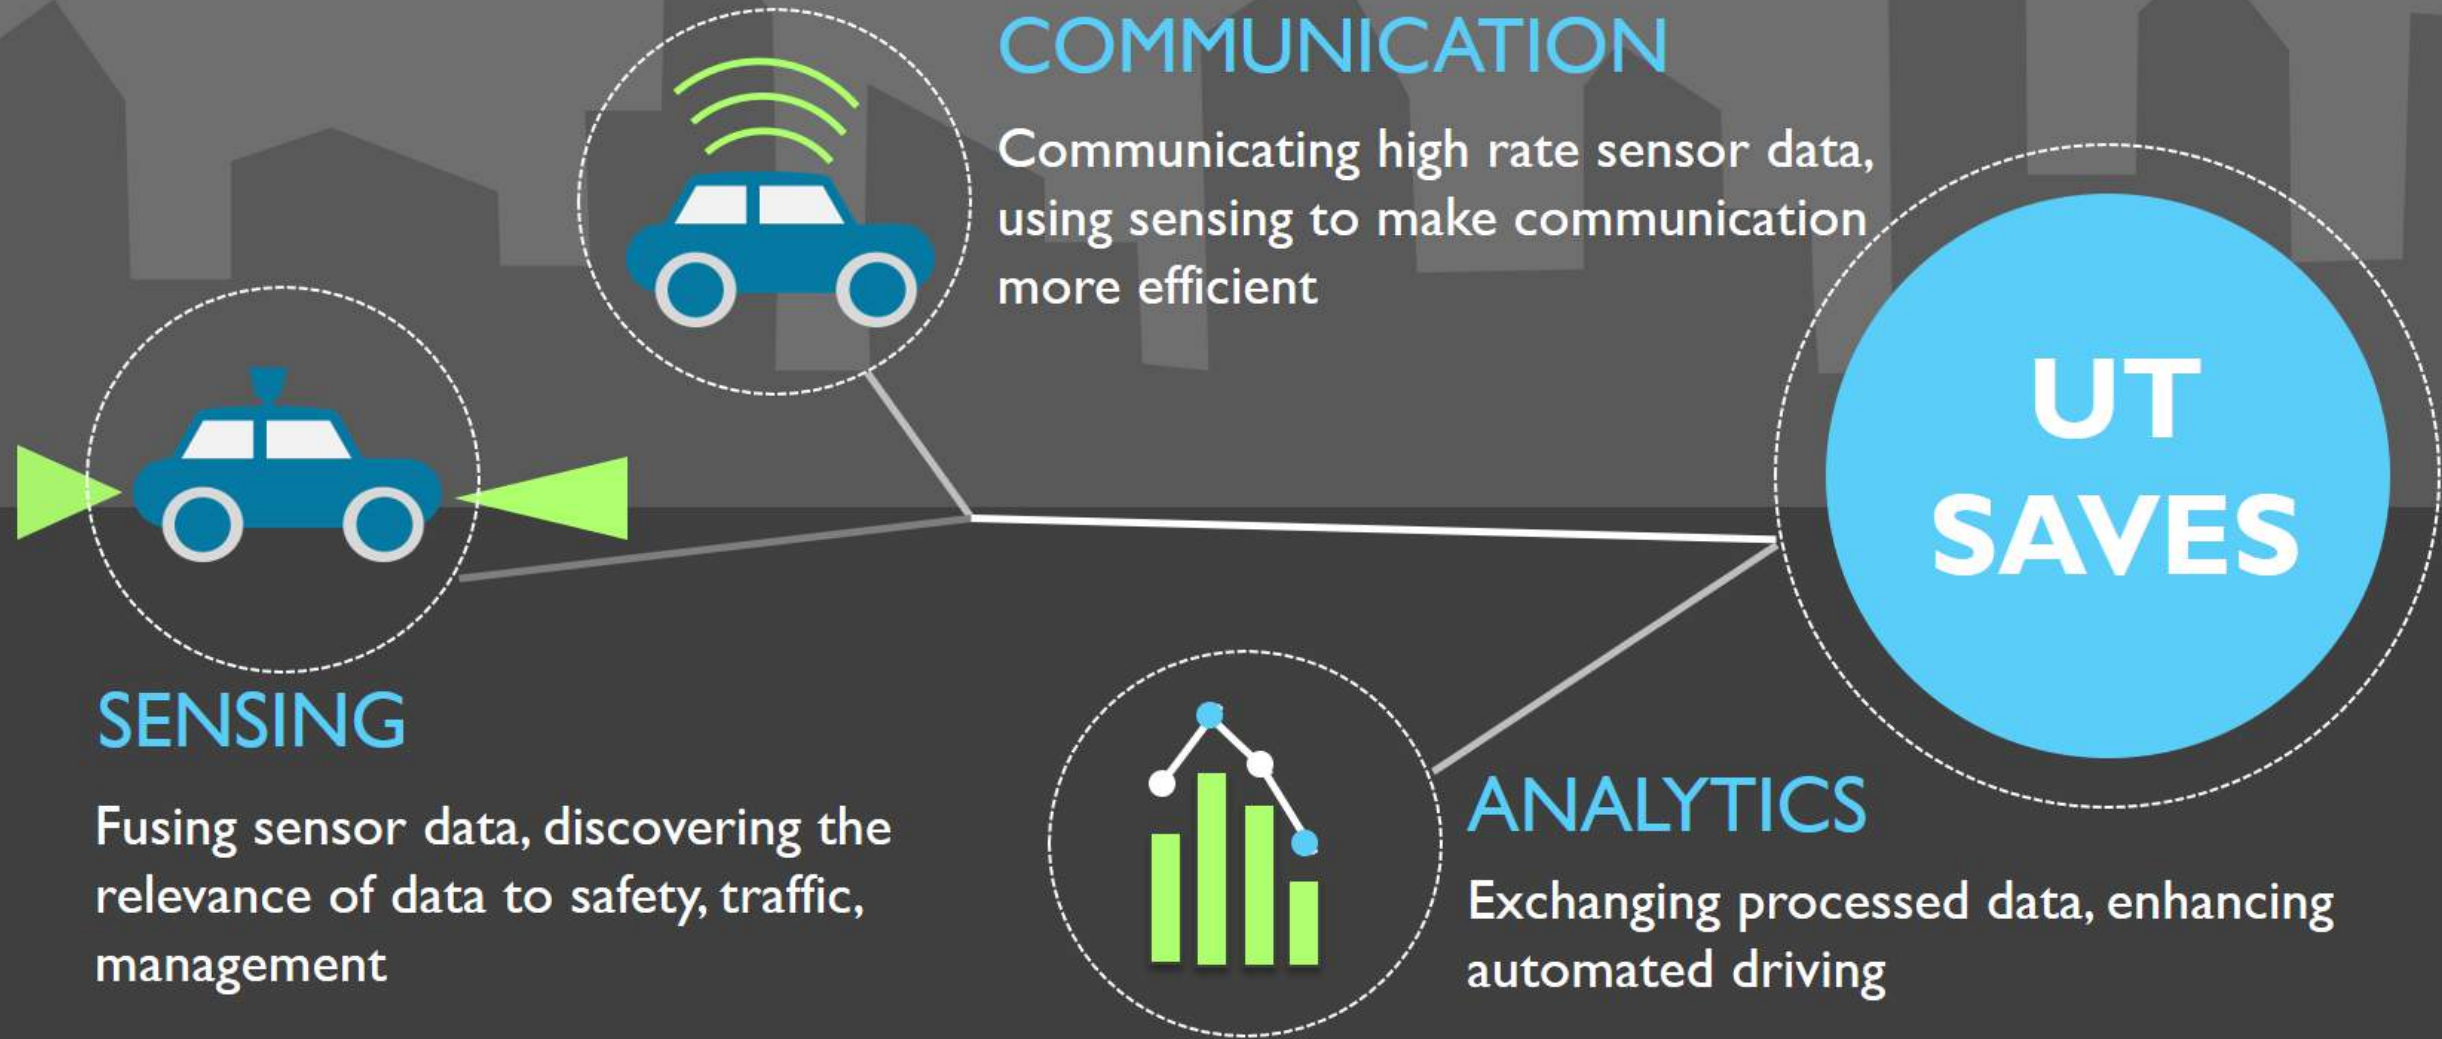 COMMUNICATION
Communicating high rate sensor data,
using sensing to make communication
more efficient
UT
SAVES
SENSING
Fusing sensor data, discovering the
relevance of data to safety, traffic,
management
ANALYTICS
Exchanging processed data, enhancing
automated driving